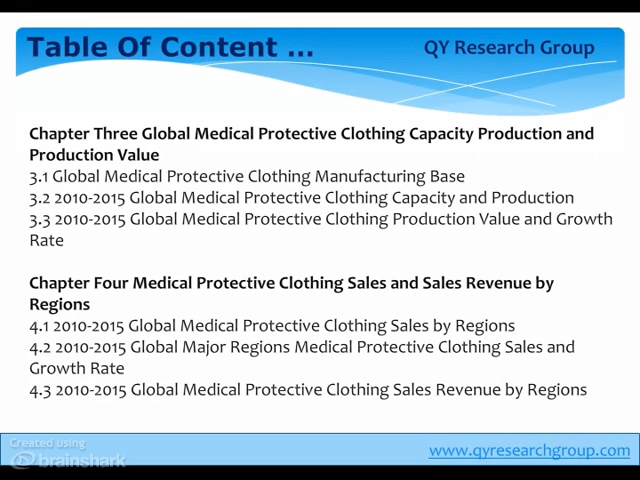 Table Of Content ...
QY Research Group
Chapter Three Global Medical Protective Clothing Capacity Production and
Production Value
3.1 Global Medical Protective Clothing Manufacturing Base
3.2 2010-2015 Global Medical Protective Clothing Capacity and Production
3.3 2010-2015 Global Medical Protective Clothing Production Value and Growth
Rate
Chapter Four Medical Protective Clothing Sales and Sales Revenue by
Regions
4.1 2010-2015 Global Medical Protective Clothing Sales by Regions
4.2 2010-2015 Global Major Regions Medical Protective Clothing Sales and
Growth Rate
4.3 2010-2015 Global Medical Protective Clothing Sales Revenue by Regions
Created using
brainshark
www.qyresearchgroup.com